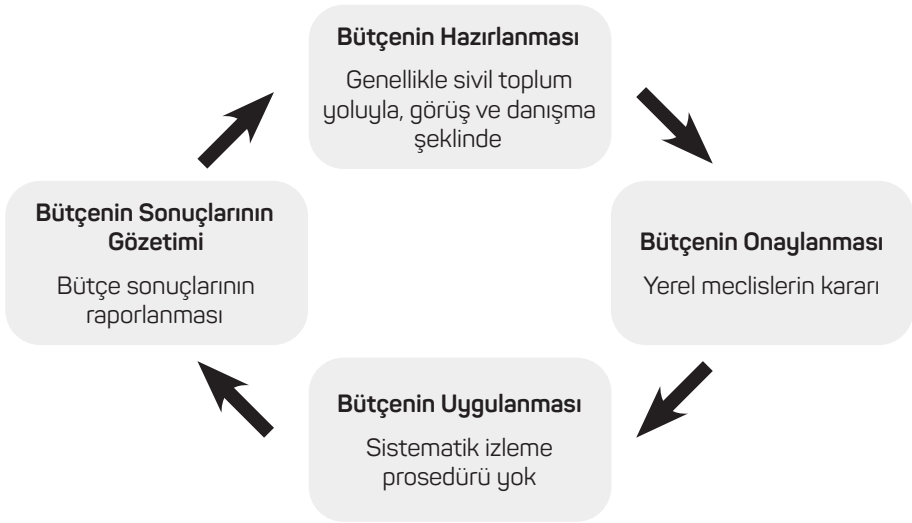 Bütçenin Hazırlanması
Genellikle sivil toplum
yoluyla, görüş ve danışma
şeklinde
Bütçenin Sonuçlarının
Gözetimi
Bütçe sonuçlarının
raporlanması
Bütçenin Onaylanması
Yerel meclislerin kararı
Bütçenin Uygulanması
Sistematik izleme
prosedürü yok